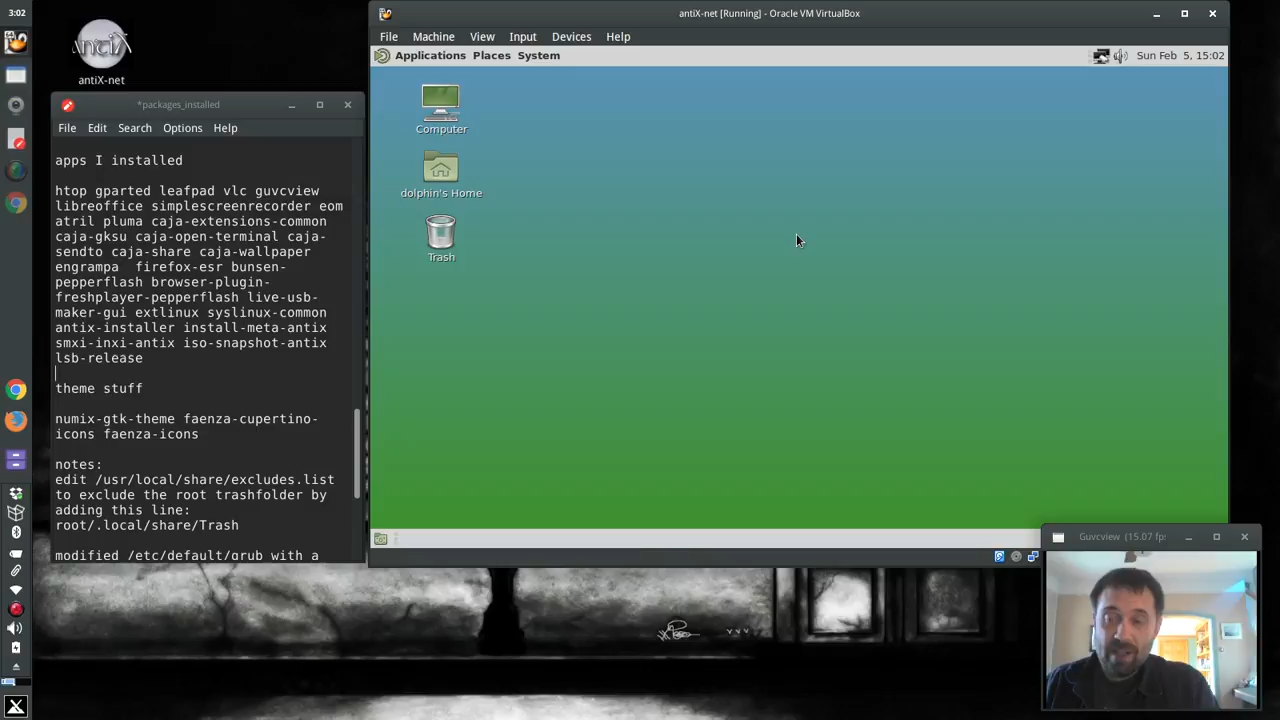 3:02
antiX
antiX-net
*packages_installed
File Edit Search Options Help
apps I installed
htop gparted leafpad vlc guvcview
libreoffice simplescreenrecorder eom
atril pluma caja-extensions-common
caja-gksu caja-open-terminal caja-
sendto caja-share caja-wallpaper
engrampa  firefox-esr bunsen-
pepperflash browser-plugin-
freshplayer-pepperflash live-usb-
maker-gui extlinux syslinux-common
antix-installer install-meta-antix
smxi-inxi-antix iso-snapshot-antix
lsb-release
theme stuff
numix-gtk-theme faenza-cupertino-
icons faenza-icons
notes:
edit /usr/local/share/excludes.list
to exclude the root trashfolder by
adding this line:
root/.local/share/Trash
modified /etc/default/grub with a
antiX-net [Running] - Oracle VM VirtualBox
File Machine View Input Devices Help
Applications Places System
Sun Feb 5, 15:02
Computer
dolphin's Home
Trash
Guvcview (15.07 fp: